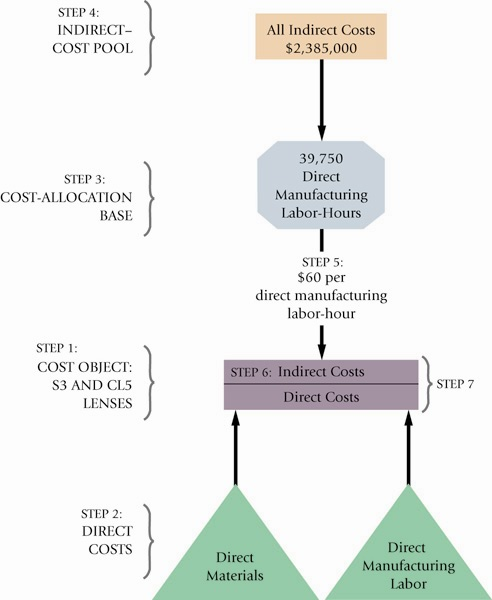 STEP 4:
INDIRECT–
COST POOL
All Indirect Costs
$2,385,000
STEP 3:
COST-ALLOCATION
BASE
39,750
Direct
Manufacturing
Labor-Hours
STEP 5:
$60 per
direct manufacturing
labor-hour
STEP 1:
COST OBJECT:
S3 AND CL5
LENSES
STEP 6: Indirect Costs
Direct Costs
STEP 7
STEP 2:
DIRECT
COSTS
Direct
Materials
Direct
Manufacturing
Labor